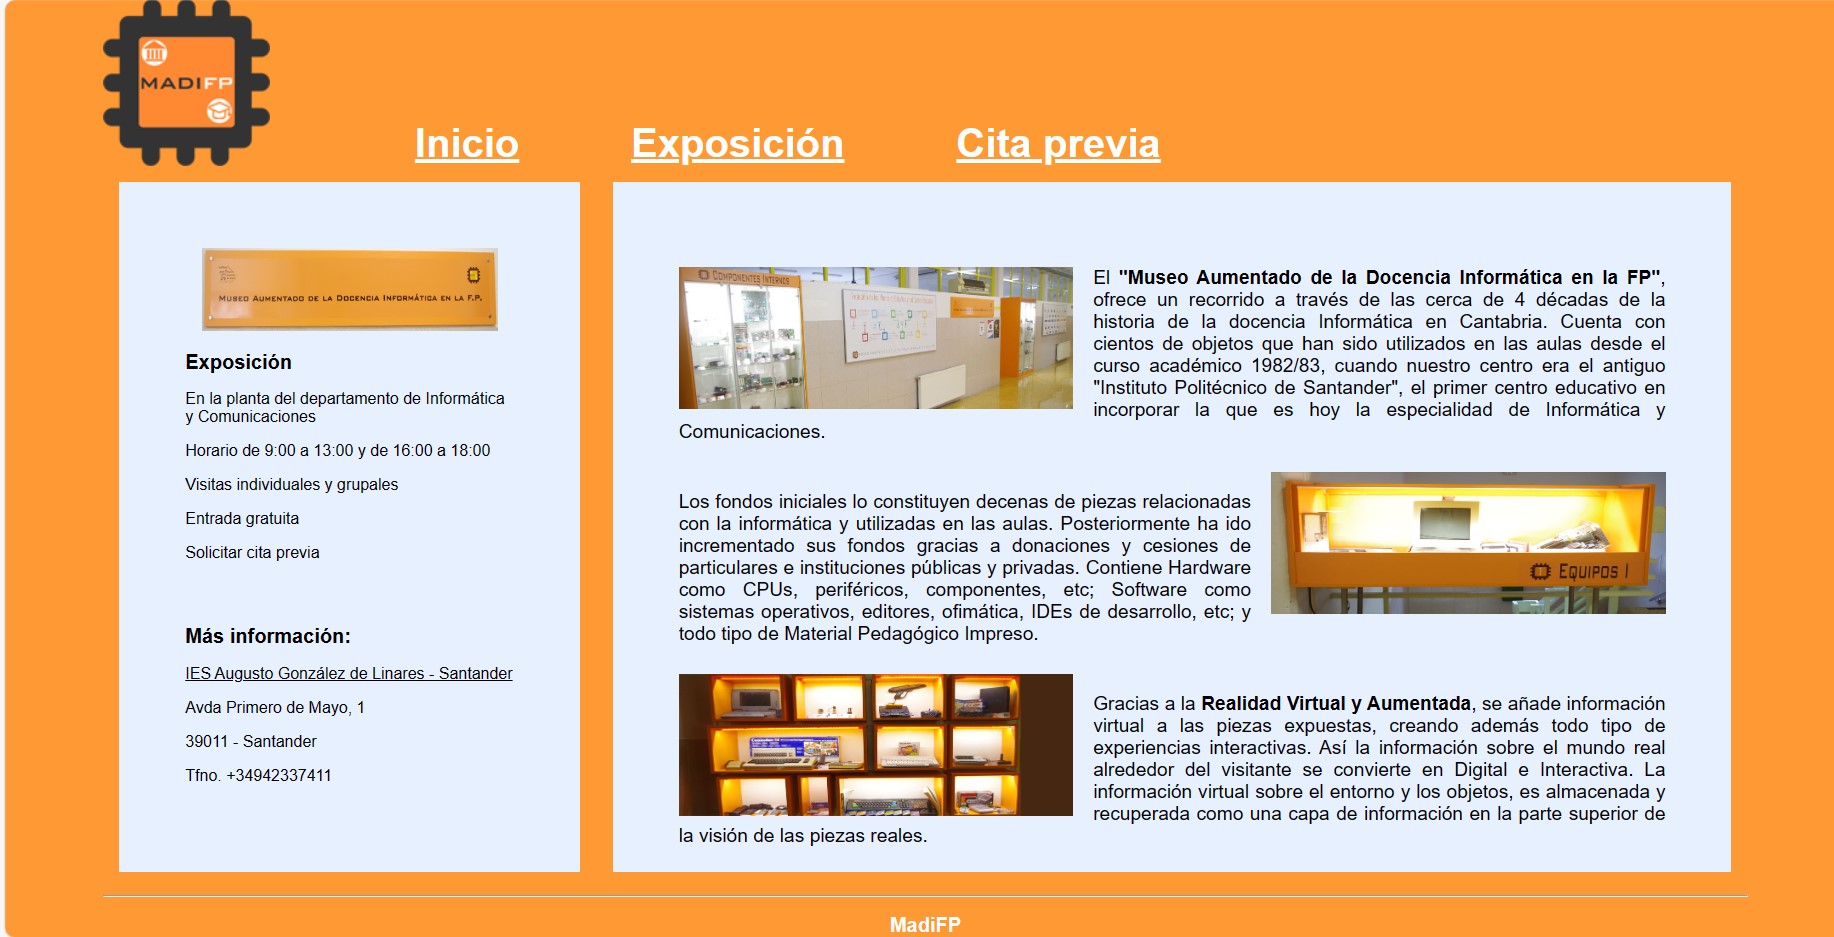 MADIFP
Inicio Exposición Cita previa
MUSEO AUMENTADO DE LA DOCENCIA INFORMÁTICA EN LA F.P.
Exposición
En la planta del departamento de Informática
y Comunicaciones
Horario de 9:00 a 13:00 y de 16:00 a 18:00
Visitas individuales y grupales
Entrada gratuita
Solicitar cita previa
Más información:
IES Augusto González de Linares - Santander
Avda Primero de Mayo, 1
39011 - Santander
Tfno. +34942337411
COMPONENTES INTERNOS
El "Museo Aumentado de la Docencia Informática en la FP",
ofrece un recorrido a través de las cerca de 4 décadas de la
historia de la docencia Informática en Cantabria. Cuenta con
cientos de objetos que han sido utilizados en las aulas desde el
curso académico 1982/83, cuando nuestro centro era el antiguo
"Instituto Politécnico de Santander", el primer centro educativo en
incorporar la que es hoy la especialidad de Informática y
Comunicaciones.
Los fondos iniciales lo constituyen decenas de piezas relacionadas
con la informática y utilizadas en las aulas. Posteriormente ha ido
incrementado sus fondos gracias a donaciones y cesiones de
particulares e instituciones públicas y privadas. Contiene Hardware
como CPUs, periféricos, componentes, etc; Software como
sistemas operativos, editores, ofimática, IDEs de desarrollo, etc; y
todo tipo de Material Pedagógico Impreso.
EQUIPOS I
Gracias a la Realidad Virtual y Aumentada, se añade información
virtual a las piezas expuestas, creando además todo tipo de
experiencias interactivas. Así la información sobre el mundo real
alrededor del visitante se convierte en Digital e Interactiva. La
información virtual sobre el entorno y los objetos, es almacenada y
recuperada como una capa de información en la parte superior de
la visión de las piezas reales.
MadiFP